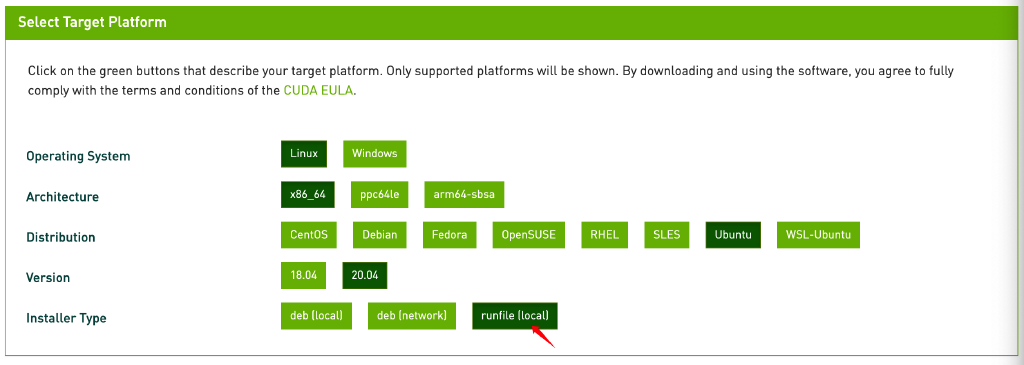 Select Target Platform
Click on the green buttons that describe your target platform. Only supported platforms will be shown. By downloading and using the software, you agree to fully
comply with the terms and conditions of the CUDA EULA.
Operating System Linux Windows
Architecture x86_64 ppc64le arm64-sbsa
Distribution CentOS Debian Fedora OpenSUSE RHEL SLES Ubuntu WSL-Ubuntu
Version 18.04 20.04
Installer Type deb (local) deb (network) runfile (local)